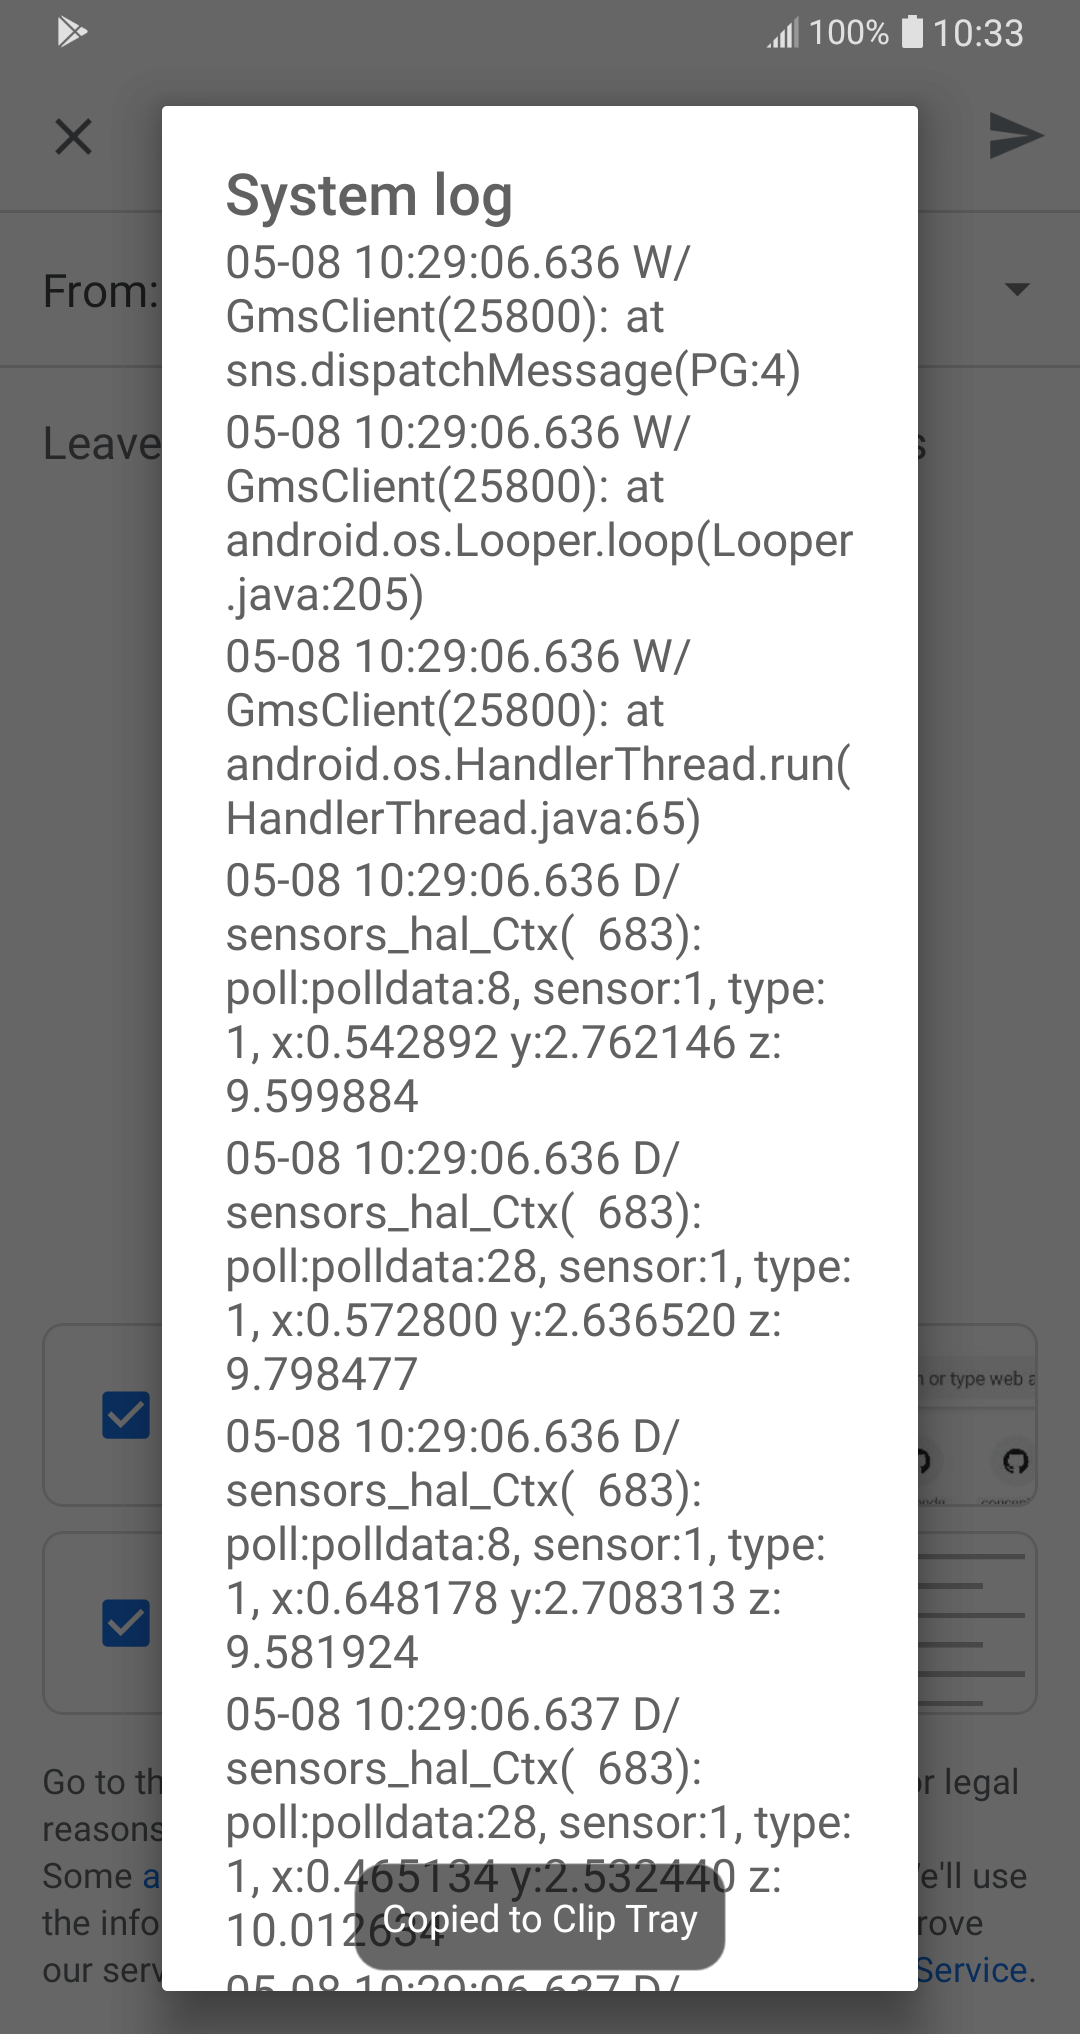 100% 10:33
System log
05-08 10:29:06.636 W/
GmsClient(25800): at
sns.dispatchMessage(PG:4)
05-08 10:29:06.636 W/
GmsClient(25800): at
android.os.Looper.loop(Looper
.java:205)
05-08 10:29:06.636 W/
GmsClient(25800): at
android.os.HandlerThread.run(
HandlerThread.java:65)
05-08 10:29:06.636 D/
sensors_hal_Ctx(  683):
poll:polldata:8, sensor:1, type:
1, x:0.542892 y:2.762146 z:
9.599884
05-08 10:29:06.636 D/
sensors_hal_Ctx(  683):
poll:polldata:28, sensor:1, type:
1, x:0.572800 y:2.636520 z:
9.798477
05-08 10:29:06.636 D/
sensors_hal_Ctx(  683):
poll:polldata:8, sensor:1, type:
1, x:0.648178 y:2.708313 z:
9.581924
05-08 10:29:06.637 D/
sensors_hal_Ctx(  683):
poll:polldata:28, sensor:1, type:
1, x:0.465134 y:2.532440 z:
10.012634
05-08 10:29:06.637 D/
Copied to Clip Tray
From:
Leave
or type web a
Go to th
or legal
reasons
Some a
e'll use
the info
rove
our serv
Service.